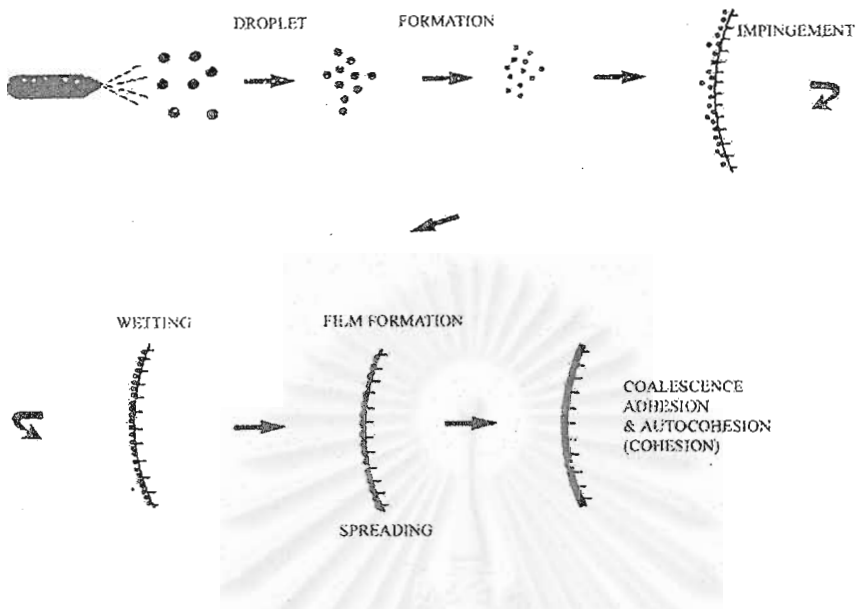 DROPLET FORMATION
IMPINGEMENT
WETTING
FILM FORMATION
SPREADING
COALESCENCE
ADHESION
& AUTOCOHESION
(COHESION)